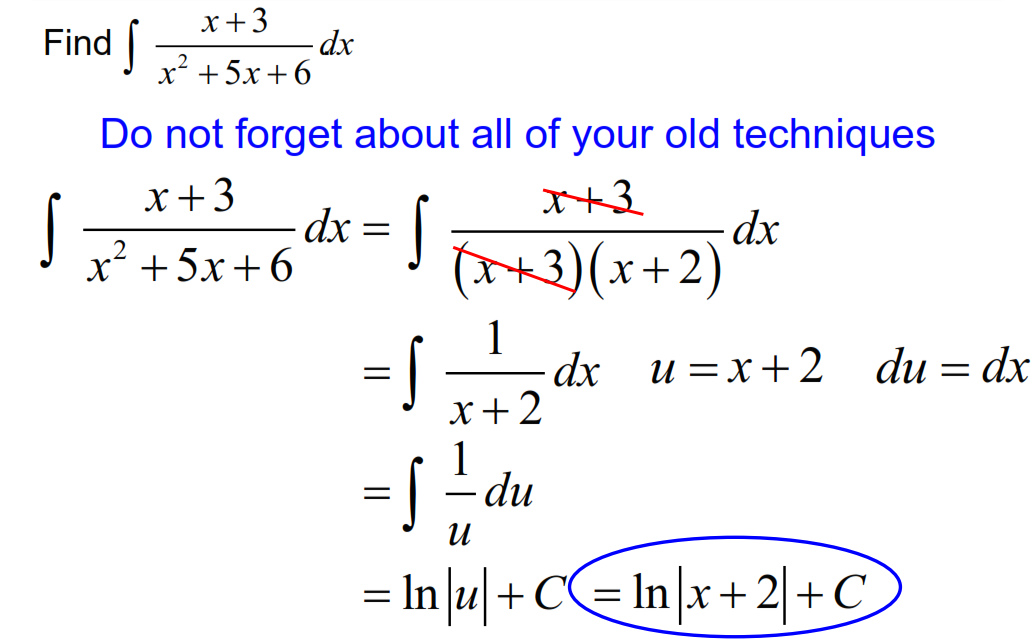 Find ∫ (x+3)/(x² + 5x + 6) dx
Do not forget about all of your old techniques
∫ (x+3)/(x² + 5x + 6) dx = ∫ (x+3)/((x+3)(x+2)) dx
= ∫ 1/(x+2) dx u = x+2 du = dx
= ∫ 1/u du
= ln|u| + C = ln|x+2| + C